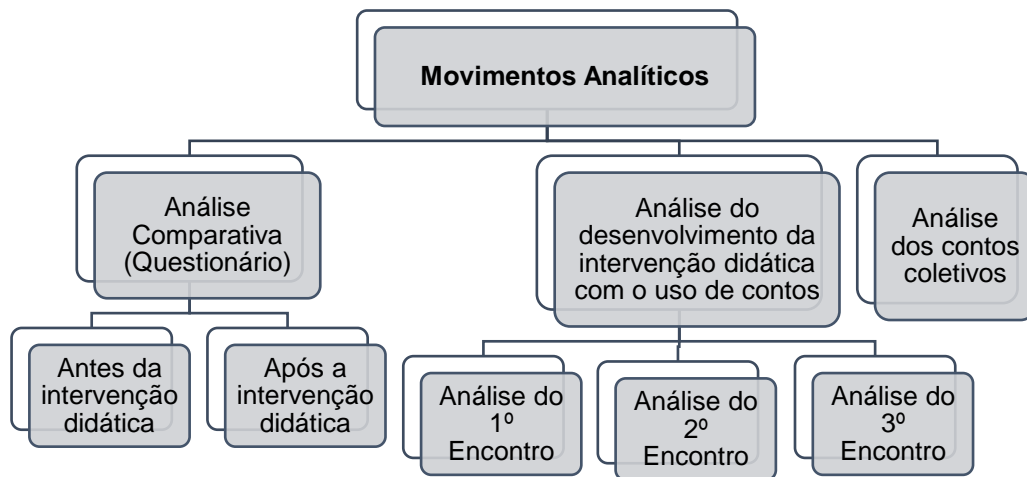 Movimentos Analíticos
Análise
Comparativa
(Questionário)
Análise do
desenvolvimento da
intervenção didática
com o uso de contos
Análise
dos contos
coletivos
Antes da
intervenção
didática
Após a
intervenção
didática
Análise do
1º
Encontro
Análise do
2º
Encontro
Análise do
3º
Encontro